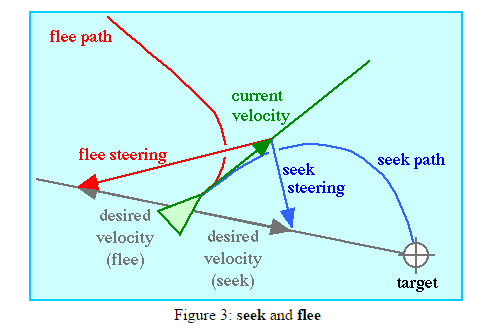 flee path
current
velocity
flee steering
seek path
seek
steering
desired
velocity
(flee)
desired
velocity
(seek)
target
Figure 3: seek and flee